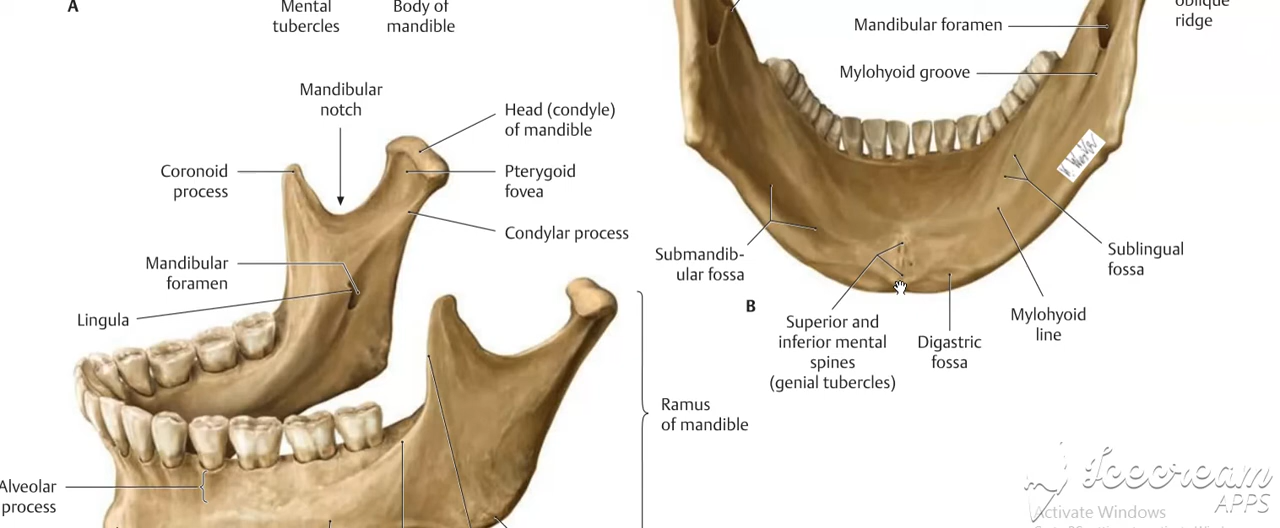 A
Mental
tubercles
Body of
mandible
Mandibular
notch
Head (condyle)
of mandible
Coronoid
process
Pterygoid
fovea
Condylar process
Mandibular
foramen
Lingula
Ramus
of mandible
Alveolar
process
Mandibular foramen
oblique
ridge
Mylohyoid groove
Submandib-
ular fossa
Sublingual
fossa
B
Superior and
inferior mental
spines
(genial tubercles)
Digastric
fossa
Mylohyoid
line
Icecream
APPS
Activate Windows